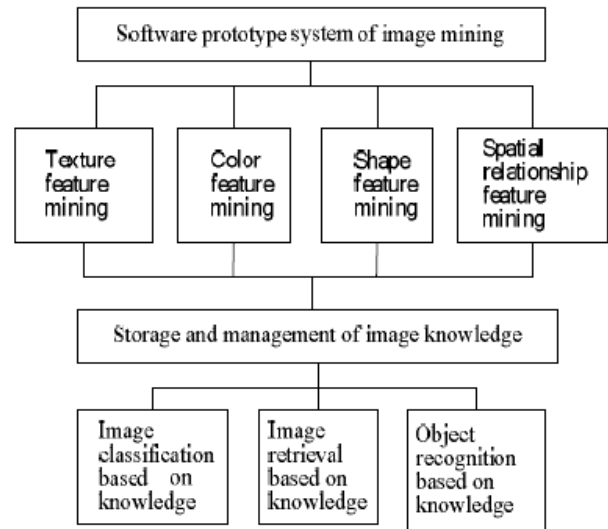 Software prototype system of image mining
Texture
feature
mining
Color
feature
mining
Shape
feature
mining
Spatial
relationship
feature
mining
Storage and management of image knowledge
Image
classification
based on
knowledge
Image
retrieval
based on
knowledge
Object
recognition
based on
knowledge